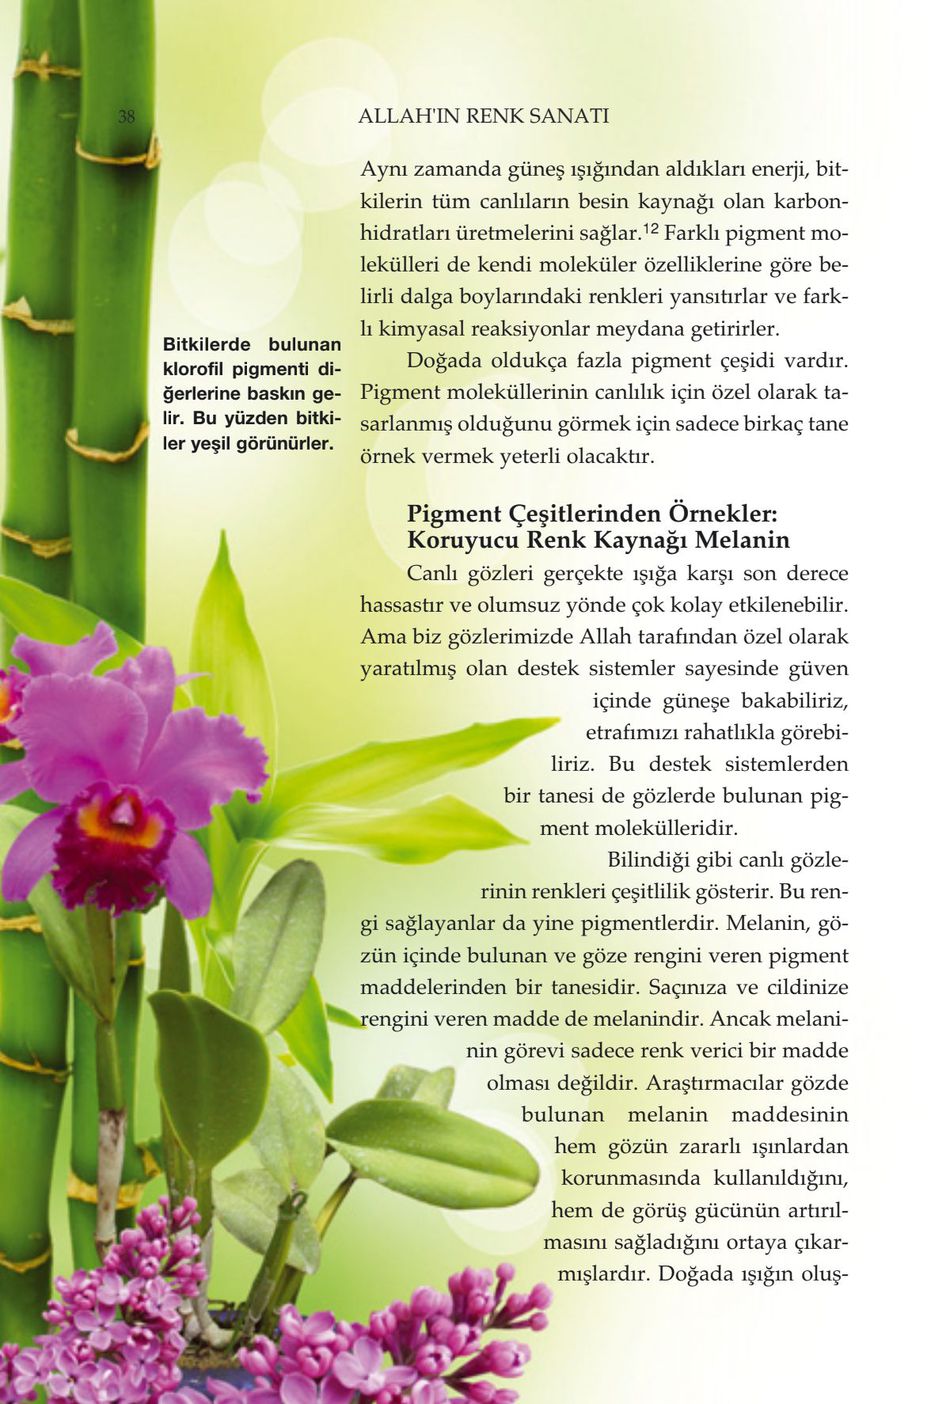 38
ALLAH'IN RENK SANATI
Aynı zamanda güneş ışığından aldıkları enerji, bit-
kilerin tüm canlıların besin kaynağı olan karbon-
hidratları üretmelerini sağlar.12 Farklı pigment mo-
lekülleri de kendi moleküler özelliklerine göre be-
lirli dalga boylarındaki renkleri yansıtırlar ve fark-
lı kimyasal reaksiyonlar meydana getirirler.
Doğada oldukça fazla pigment çeşidi vardır.
Pigment moleküllerinin canlılık için özel olarak ta-
sarlanmış olduğunu görmek için sadece birkaç tane
örnek vermek yeterli olacaktır.
Bitkilerde bulunan
klorofil pigmenti di-
ğerlerine baskın ge-
lir. Bu yüzden bitki-
ler yeşil görünürler.
Pigment Çeşitlerinden Örnekler:
Koruyucu Renk Kaynağı Melanin
Canlı gözleri gerçekte ışığa karşı son derece
hassastır ve olumsuz yönde çok kolay etkilenebilir.
Ama biz gözlerimizde Allah tarafından özel olarak
yaratılmış olan destek sistemler sayesinde güven
içinde güneşe bakabiliriz,
etrafımızı rahatlıkla görebi-
liriz. Bu destek sistemlerden
bir tanesi de gözlerde bulunan pig-
ment molekülleridir.
Bilindiği gibi canlı gözle-
rinin renkleri çeşitlilik gösterir. Bu ren-
gi sağlayanlar da yine pigmentlerdir. Melanin, gö-
zün içinde bulunan ve göze rengini veren pigment
maddelerinden bir tanesidir. Saçınıza ve cildinize
rengini veren madde de melanindir. Ancak melani-
nin görevi sadece renk verici bir madde
olması değildir. Araştırmacılar gözde
bulunan melanin maddesinin
hem gözün zararlı ışınlardan
korunmasında kullanıldığını,
hem de görüş gücünün artırıl-
masını sağladığını ortaya çıkar-
mışlardır. Doğada ışığın oluş-